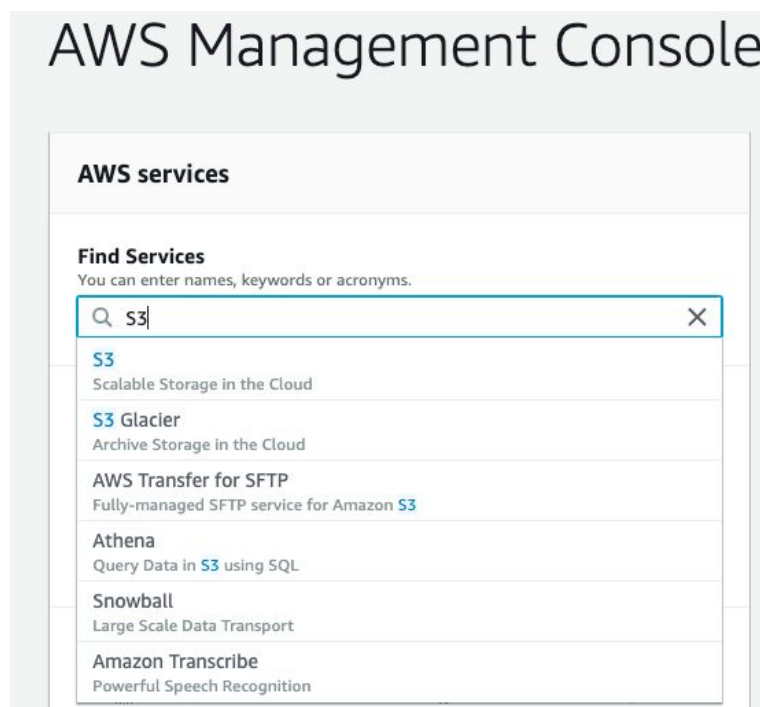 AWS Management Console
AWS services
Find Services
You can enter names, keywords or acronyms.
S3
S3
Scalable Storage in the Cloud
S3 Glacier
Archive Storage in the Cloud
AWS Transfer for SFTP
Fully-managed SFTP service for Amazon S3
Athena
Query Data in S3 using SQL
Snowball
Large Scale Data Transport
Amazon Transcribe
Powerful Speech Recognition